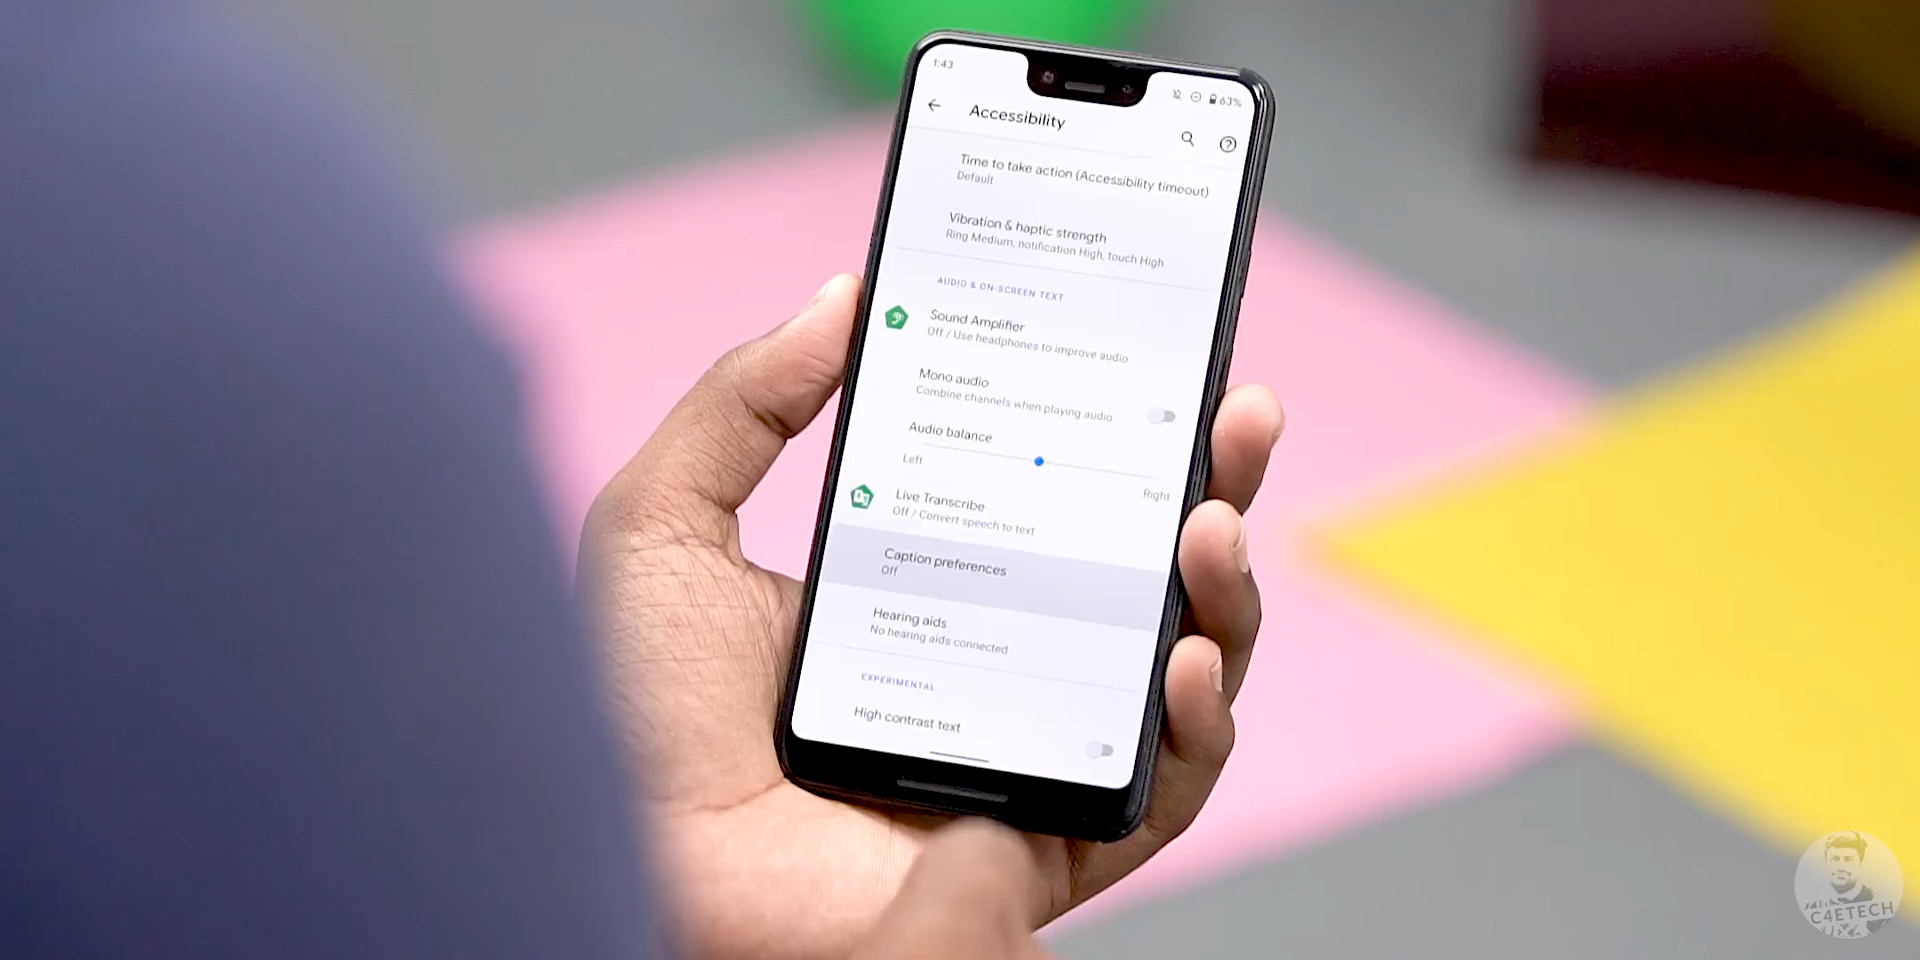 1:43
63%
Accessibility
Time to take action (Accessibility timeout)
Default
Vibration & haptic strength
Ring Medium, notification High, touch High
AUDIO & ON-SCREEN TEXT
Sound Amplifier
Off / Use headphones to improve audio
Mono audio
Combine channels when playing audio
Audio balance
Left
Right
Live Transcribe
Off / Convert speech to text
Caption preferences
Off
Hearing aids
No hearing aids connected
EXPERIMENTAL
High contrast text
C4ETECH